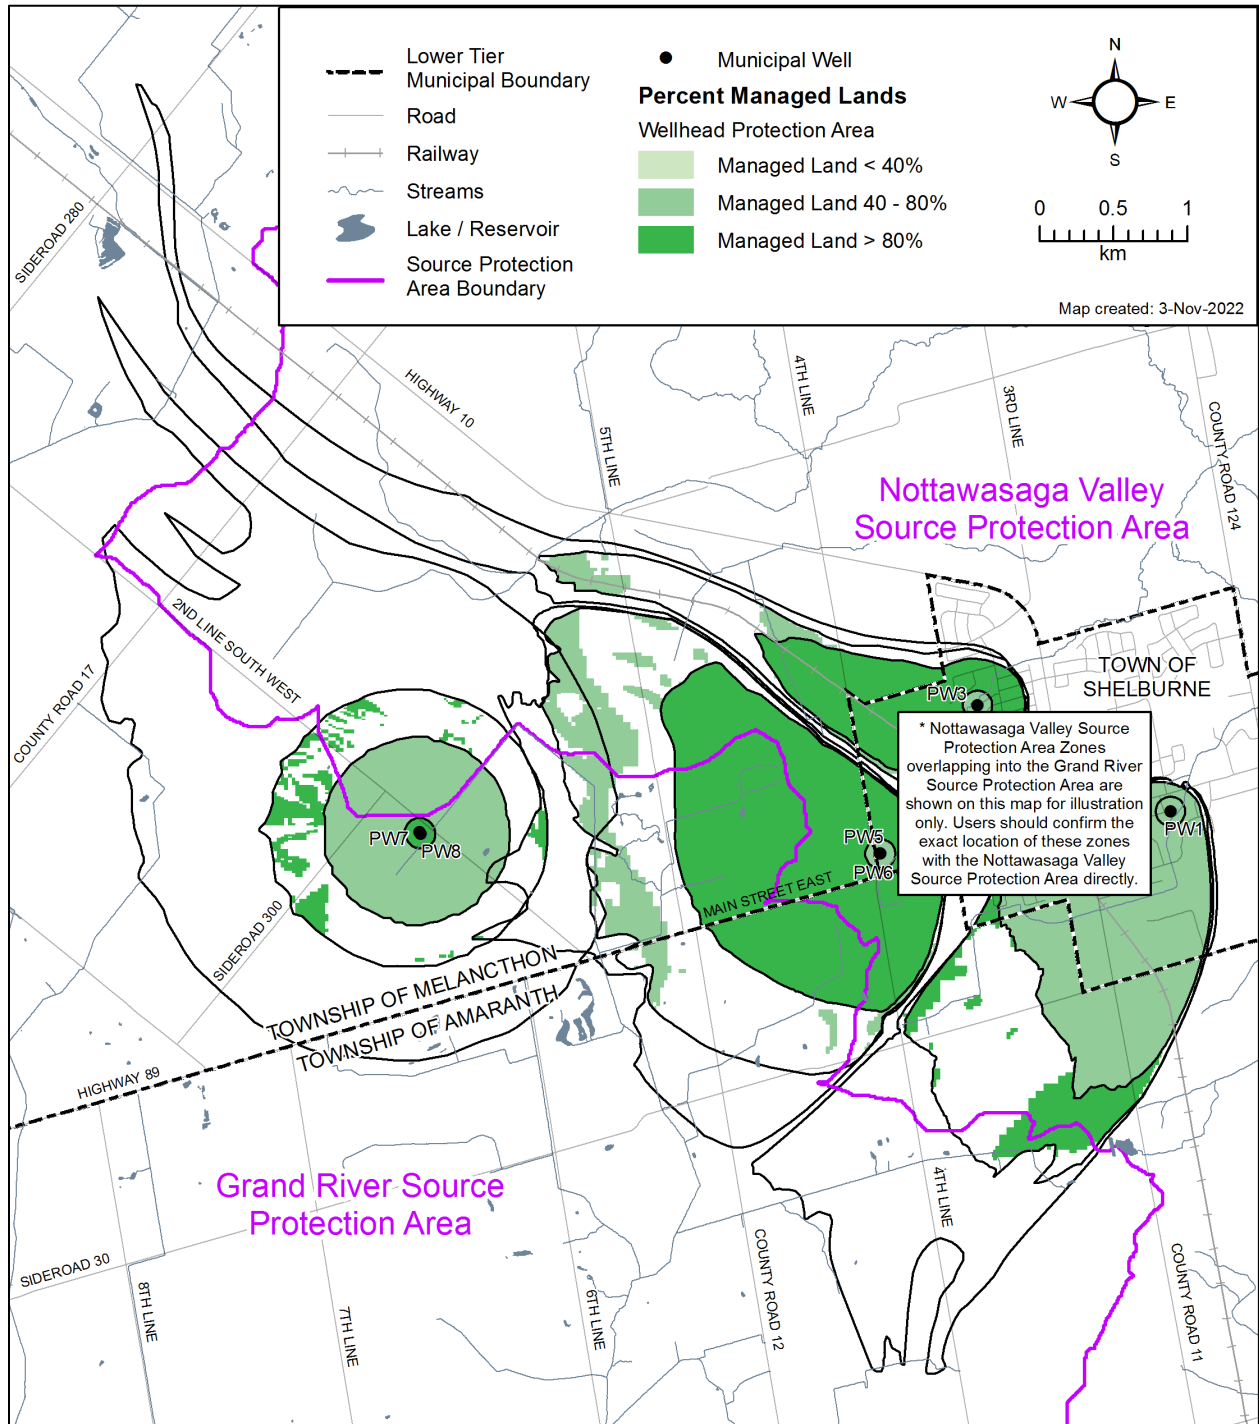 Lower Tier
Municipal Boundary
Road
Railway
Streams
Lake / Reservoir
Source Protection
Area Boundary
Municipal Well
Percent Managed Lands
Wellhead Protection Area
Managed Land < 40%
Managed Land 40 - 80%
Managed Land > 80%
N
W
E
S
0
0.5
1
km
Map created: 3-Nov-2022
SIDEROAD 280
HIGHWAY 10
4TH LINE
3RD LINE
COUNTY ROAD 124
5TH LINE
Nottawasaga Valley
Source Protection Area
2ND LINE SOUTH WEST
COUNTY ROAD 17
TOWN OF
SHELBURNE
PW3
* Nottawasaga Valley Source
Protection Area Zones
overlapping into the Grand River
Source Protection Area are
shown on this map for illustration
only. Users should confirm the
exact location of these zones
with the Nottawasaga Valley
Source Protection Area directly.
PW1
PW7
PW8
PW5
PW6
MAIN STREET EAST
SIDEROAD 300
TOWNSHIP OF MELANCTHON
TOWNSHIP OF AMARANTH
HIGHWAY 89
Grand River Source
Protection Area
4TH LINE
SIDEROAD 30
8TH LINE
7TH LINE
6TH LINE
COUNTY ROAD 12
COUNTY ROAD 11